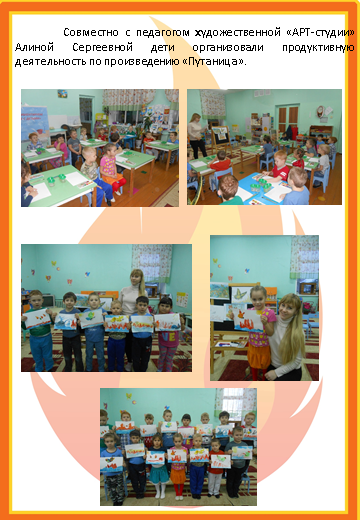 Совместно с педагогом художественной «АРТ-студии»
Алиной Сергеевной дети организовали продуктивную
деятельность по произведению «Путаница».